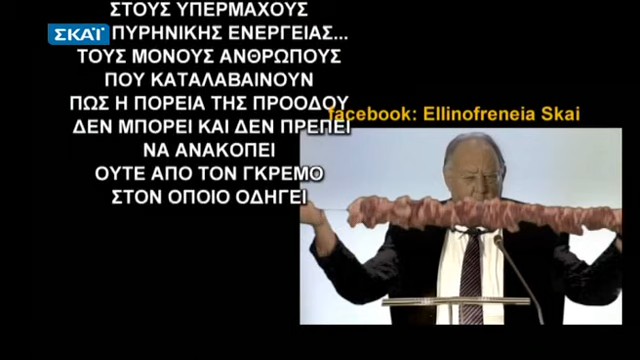 ΣΚΑΪ
ΣΤΟΥΣ ΥΠΕΡΜΑΧΟΥΣ
ΠΥΡΗΝΙΚΗΣ ΕΝΕΡΓΕΙΑΣ...
ΤΟΥΣ ΜΟΝΟΥΣ ΑΝΘΡΩΠΟΥΣ
ΠΟΥ ΚΑΤΑΛΑΒΑΙΝΟΥΝ
ΠΩΣ Η ΠΟΡΕΙΑ ΤΗΣ ΠΡΟΟΔΟΥ
ΔΕΝ ΜΠΟΡΕΙ ΚΑΙ ΔΕΝ ΠΡΕΠΕΙ
ΝΑ ΑΝΑΚΟΠΕΙ
ΟΥΤΕ ΑΠΟ ΤΟΝ ΓΚΡΕΜΟ
ΣΤΟΝ ΟΠΟΙΟ ΟΔΗΓΕΙ
facebook: Ellinofreneia Skai